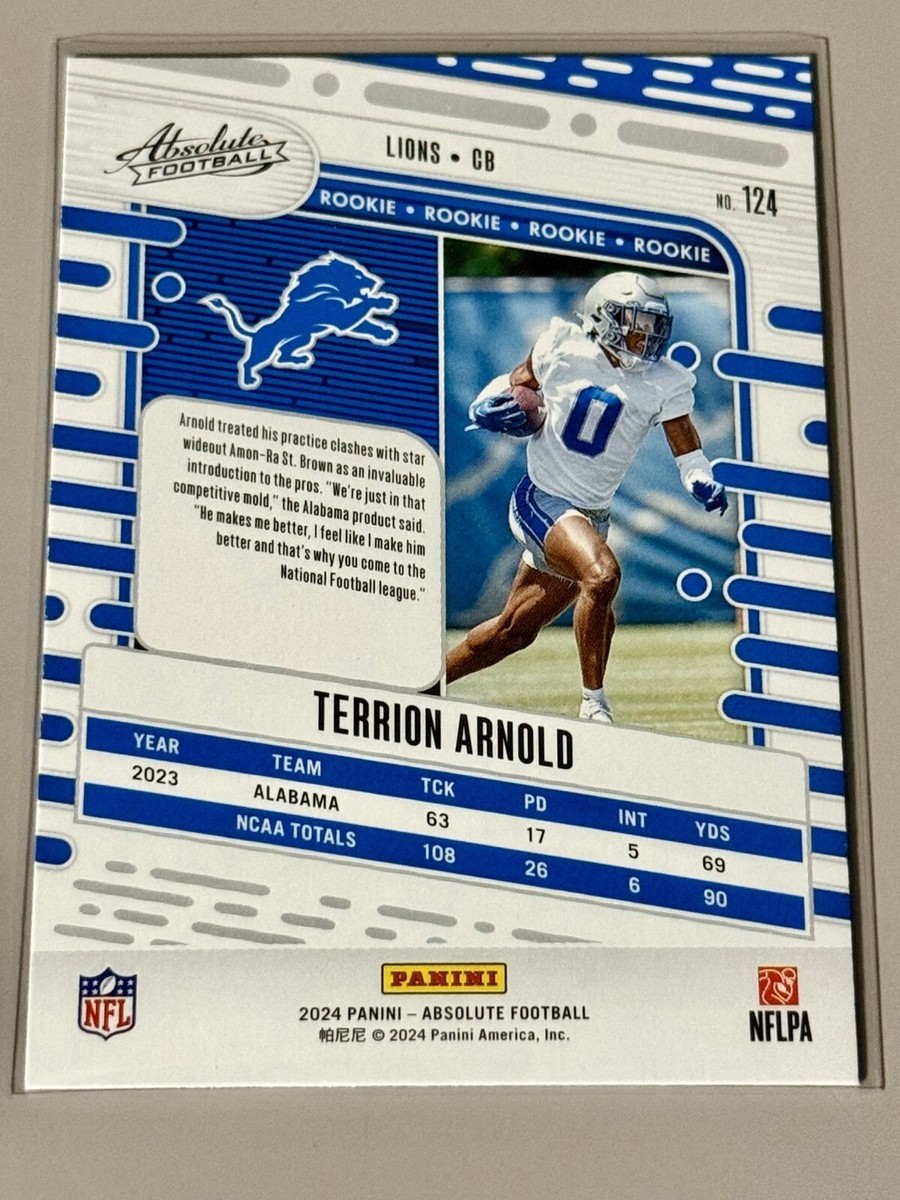 Absolute
FOOTBALL
LIONS • CB
NO. 124
ROOKIE • ROOKIE • ROOKIE • ROOKIE
0
Arnold treated his practice clashes with star
wideout Amon-Ra St. Brown as an invaluable
introduction to the pros. "We're just in that
competitive mold," the Alabama product said.
"He makes me better, I feel like I make him
better and that's why you come to the
National Football league."
TERRION ARNOLD
YEAR TEAM TCK PD INT YDS
2023 ALABAMA 63 17 5 69
NCAA TOTALS 108 26 6 90
NFL
PANINI
2024 PANINI – ABSOLUTE FOOTBALL
帕尼尼 © 2024 Panini America, Inc.
NFLPA